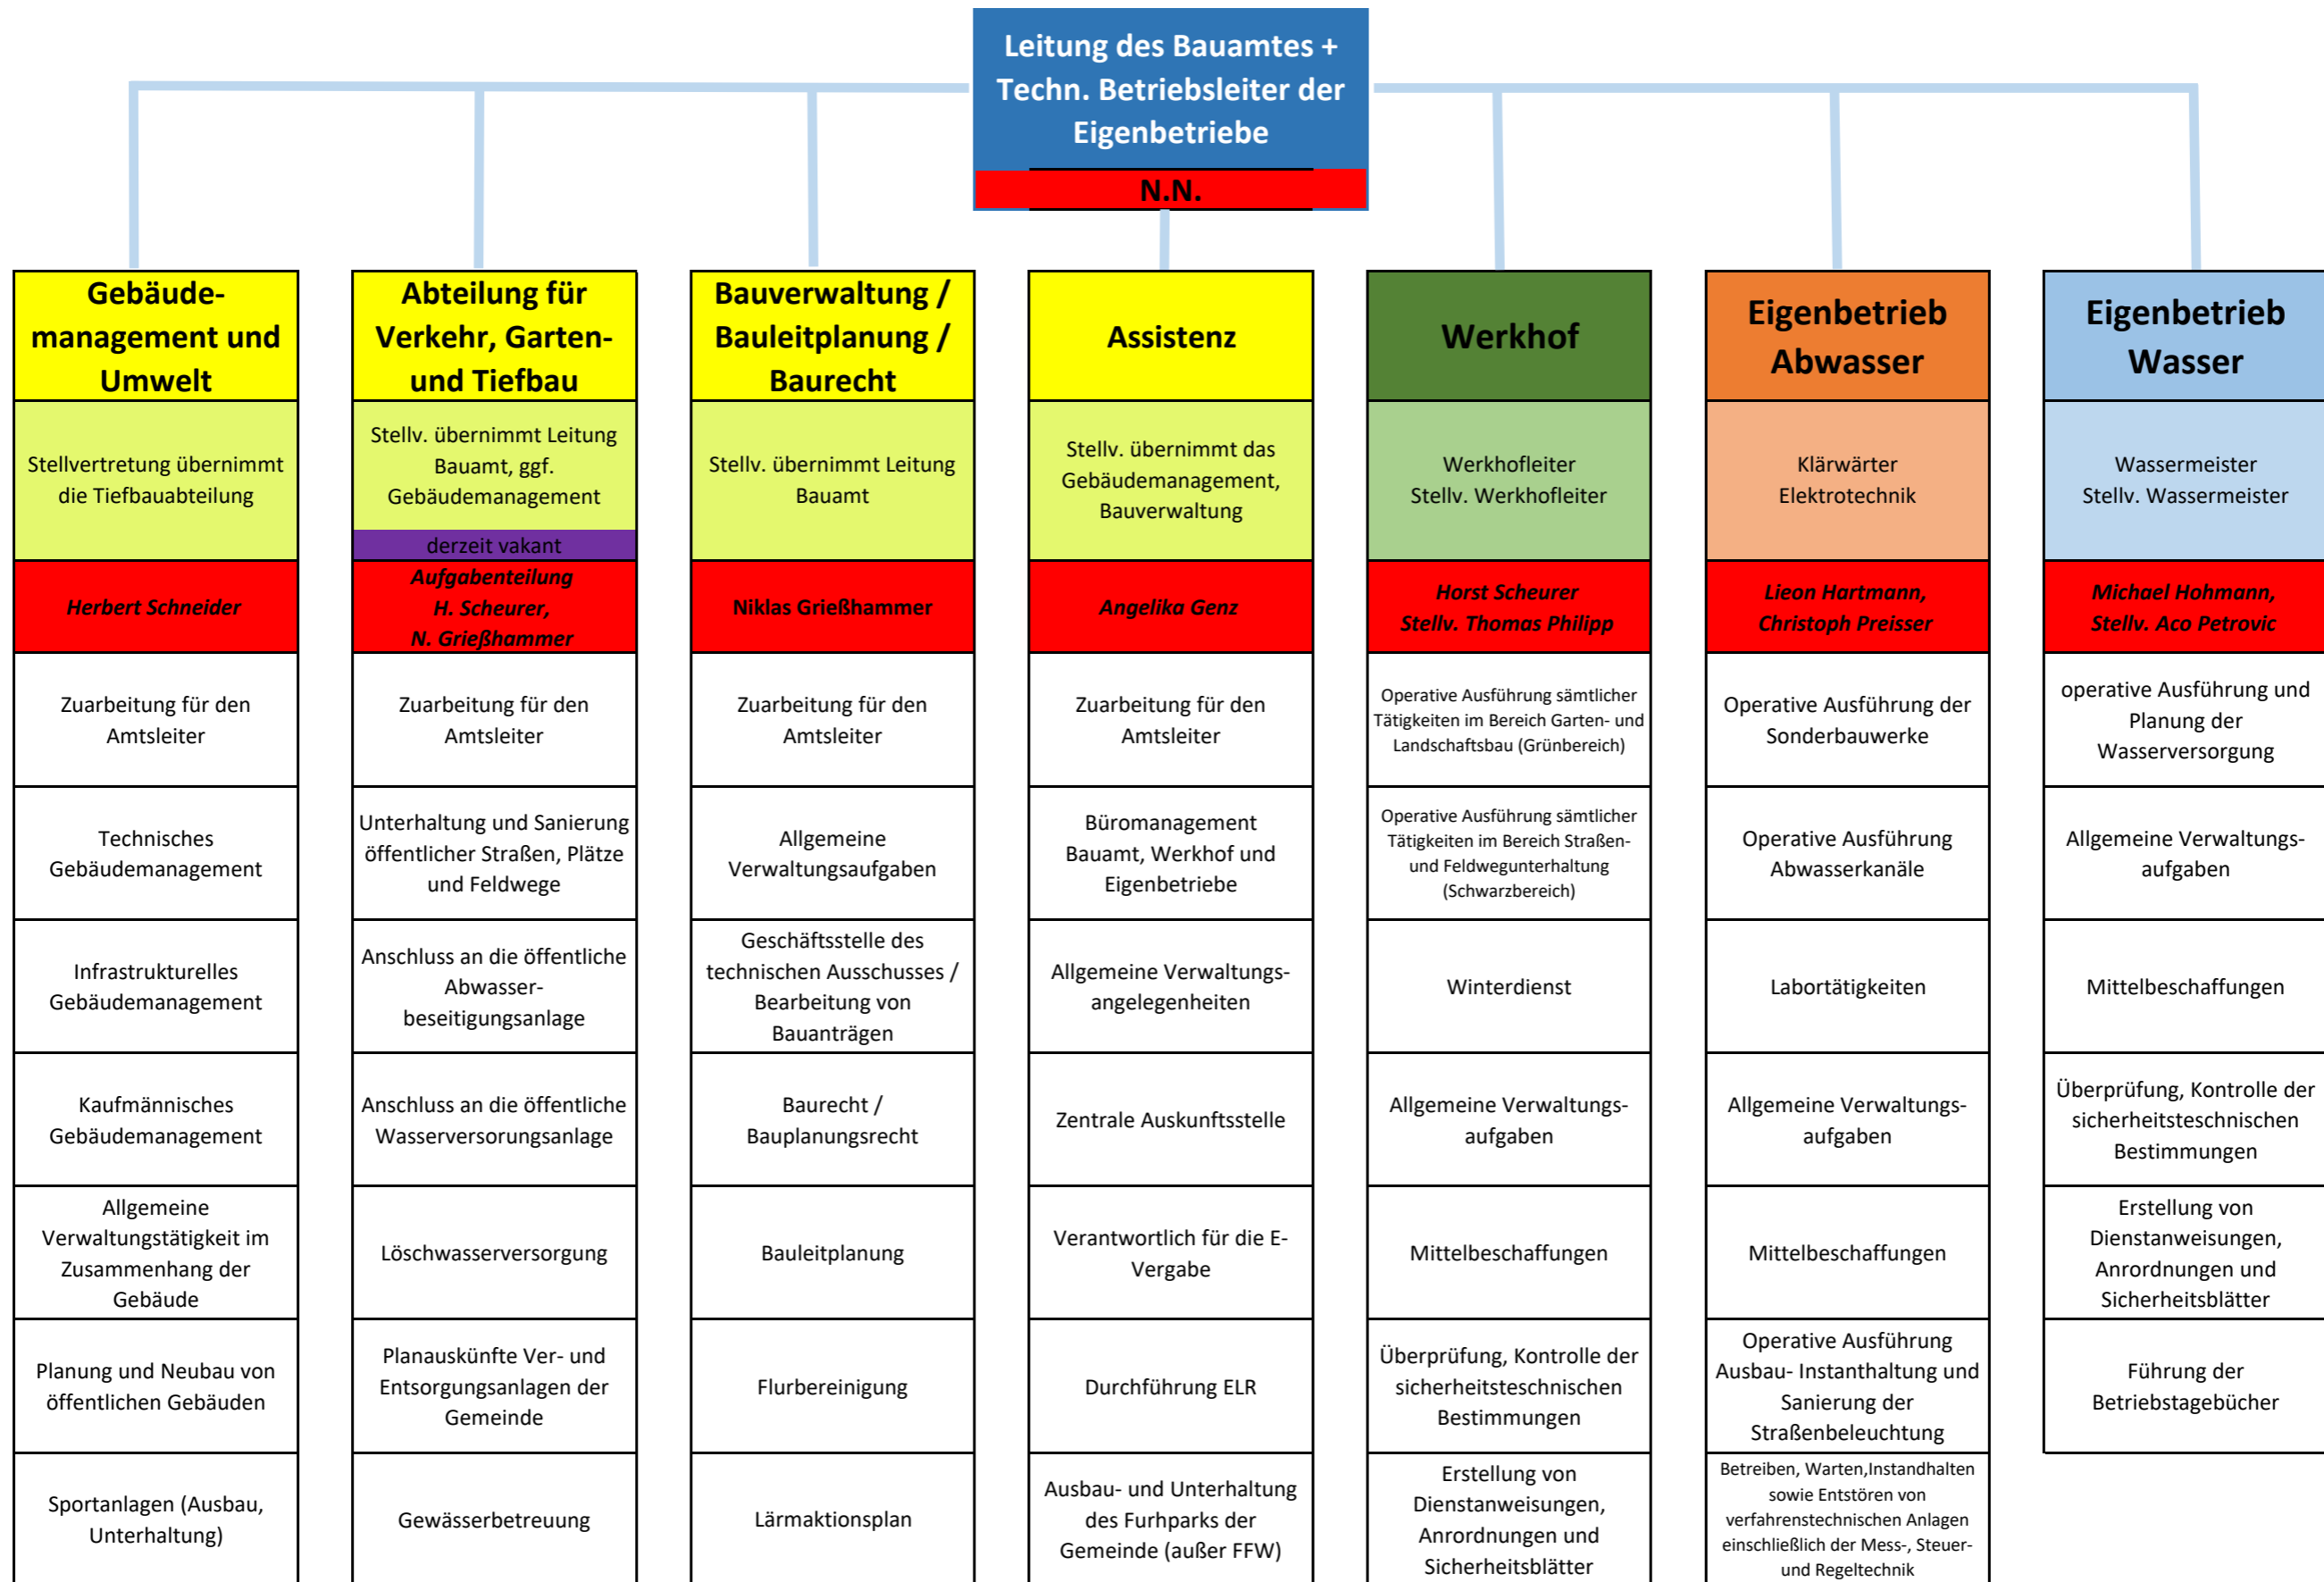 Leitung des Bauamtes +
Techn. Betriebsleiter der
Eigenbetriebe
N.N.
Gebäude-
management und
Umwelt
Stellvertretung übernimmt
die Tiefbauabteilung
Herbert Schneider
Zuarbeitung für den
Amtsleiter
Technisches
Gebäudemanagement
Infrastrukturelles
Gebäudemanagement
Kaufmännisches
Gebäudemanagement
Allgemeine
Verwaltungstätigkeit im
Zusammenhang der
Gebäude
Planung und Neubau von
öffentlichen Gebäuden
Sportanlagen (Ausbau,
Unterhaltung)
Abteilung für
Verkehr, Garten-
und Tiefbau
Stellv. übernimmt Leitung
Bauamt, ggf.
Gebäudemanagement
derzeit vakant
Aufgabenteilung
H. Scheurer,
N. Grießhammer
Zuarbeitung für den
Amtsleiter
Unterhaltung und Sanierung
öffentlicher Straßen, Plätze
und Feldwege
Anschluss an die öffentliche
Abwasser-
beseitigungsanlage
Anschluss an die öffentliche
Wasserversorungsanlage
Löschwasserversorgung
Planauskünfte Ver- und
Entsorgungsanlagen der
Gemeinde
Gewässerbetreuung
Bauverwaltung /
Bauleitplanung /
Baurecht
Stellv. übernimmt Leitung
Bauamt
Niklas Grießhammer
Zuarbeitung für den
Amtsleiter
Allgemeine
Verwaltungsaufgaben
Geschäftsstelle des
technischen Ausschusses /
Bearbeitung von
Bauanträgen
Baurecht /
Bauplanungsrecht
Bauleitplanung
Flurbereinigung
Lärmaktionsplan
Assistenz
Stellv. übernimmt das
Gebäudemanagement,
Bauverwaltung
Angelika Genz
Zuarbeitung für den
Amtsleiter
Büromanagement
Bauamt, Werkhof und
Eigenbetriebe
Allgemeine Verwaltungs-
angelegenheiten
Zentrale Auskunftsstelle
Verantwortlich für die E-
Vergabe
Durchführung ELR
Ausbau- und Unterhaltung
des Furhparks der
Gemeinde (außer FFW)
Werkhof
Werkhofleiter
Stellv. Werkhofleiter
Horst Scheurer
Stellv. Thomas Philipp
Operative Ausführung sämtlicher
Tätigkeiten im Bereich Garten- und
Landschaftsbau (Grünbereich)
Operative Ausführung sämtlicher
Tätigkeiten im Bereich Straßen-
und Feldwegunterhaltung
(Schwarzbereich)
Winterdienst
Allgemeine Verwaltungs-
aufgaben
Mittelbeschaffungen
Überprüfung, Kontrolle der
sicherheitsteschnischen
Bestimmungen
Erstellung von
Dienstanweisungen,
Anrordnungen und
Sicherheitsblätter
Eigenbetrieb
Abwasser
Klärwärter
Elektrotechnik
Lieon Hartmann,
Christoph Preisser
Operative Ausführung der
Sonderbauwerke
Operative Ausführung
Abwasserkanäle
Labortätigkeiten
Allgemeine Verwaltungs-
aufgaben
Mittelbeschaffungen
Operative Ausführung
Ausbau- Instanthaltung und
Sanierung der
Straßenbeleuchtung
Betreiben, Warten,Instandhalten
sowie Entstören von
verfahrenstechnischen Anlagen
einschließlich der Mess-, Steuer-
und Regeltechnik
Eigenbetrieb
Wasser
Wassermeister
Stellv. Wassermeister
Michael Hohmann,
Stellv. Aco Petrovic
operative Ausführung und
Planung der
Wasserversorgung
Allgemeine Verwaltungs-
aufgaben
Mittelbeschaffungen
Überprüfung, Kontrolle der
sicherheitsteschnischen
Bestimmungen
Erstellung von
Dienstanweisungen,
Anrordnungen und
Sicherheitsblätter
Führung der
Betriebstagebücher